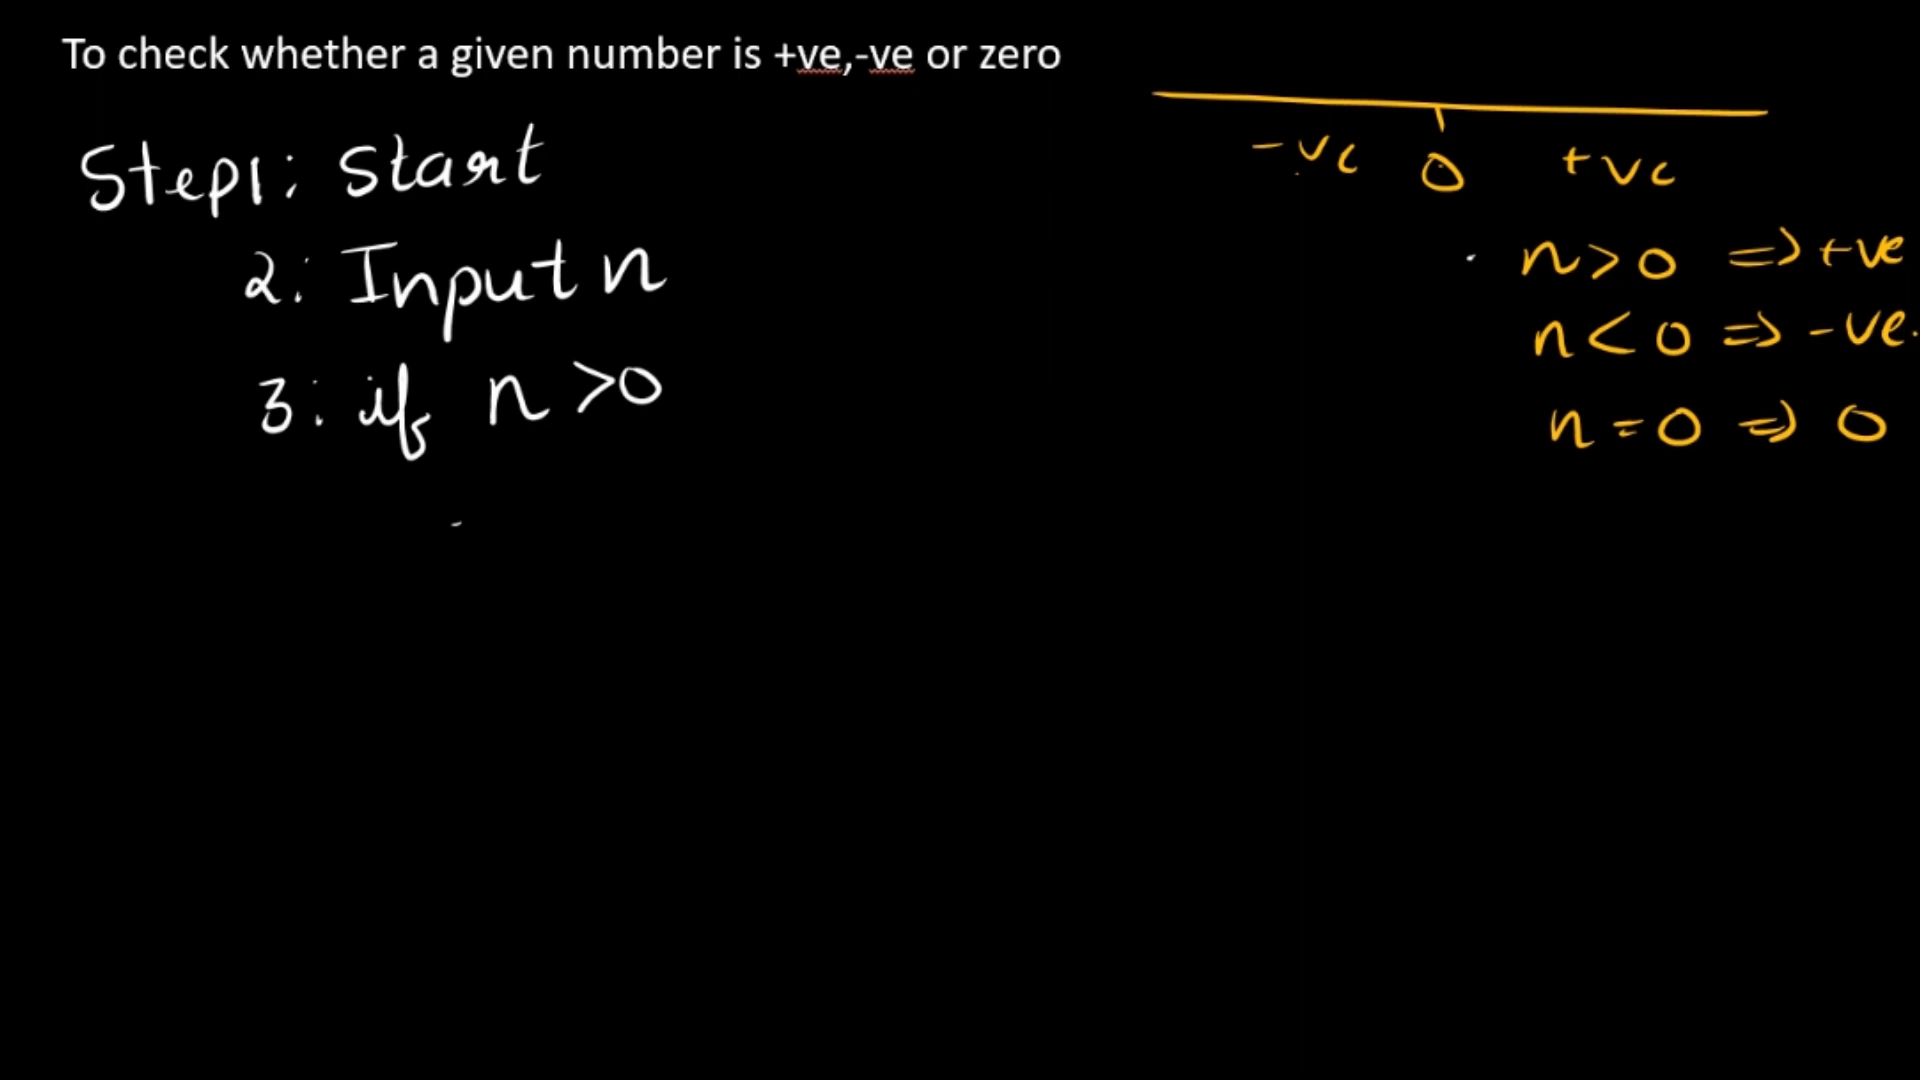 To check whether a given number is +ve,-ve or zero
Step1: Start
2: Input n
3: if n >0
-ve 0 +ve
n>0 => +ve
n<0 => -ve.
n=0 => 0